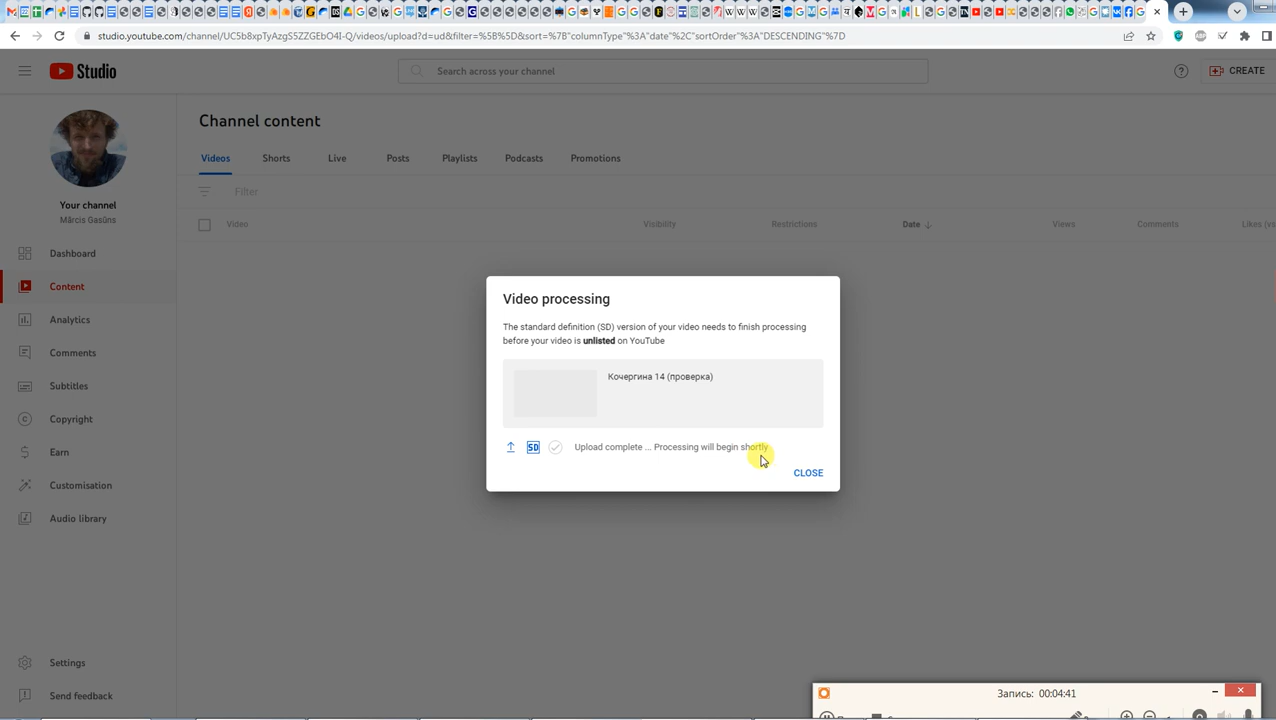 studio.youtube.com/channel/UC5b8xpTyAzgS5ZZGEbO4I-Q/videos/upload?d=ud&filter=%5B%5D&sort=%7B"columnType"%3A"date"%2C"sortOrder"%3A"DESCENDING"%7D
Studio
Search across your channel
CREATE
Your channel
Mārcis Gasūns
Dashboard
Content
Analytics
Comments
Subtitles
Copyright
Earn
Customisation
Audio library
Settings
Send feedback
Channel content
Videos Shorts Live Posts Playlists Podcasts Promotions
Filter
Video Visibility Restrictions Date Views Comments Likes (vs
Video processing
The standard definition (SD) version of your video needs to finish processing
before your video is unlisted on YouTube
Кочергина 14 (проверка)
SD Upload complete ... Processing will begin shortly
CLOSE
Запись: 00:04:41